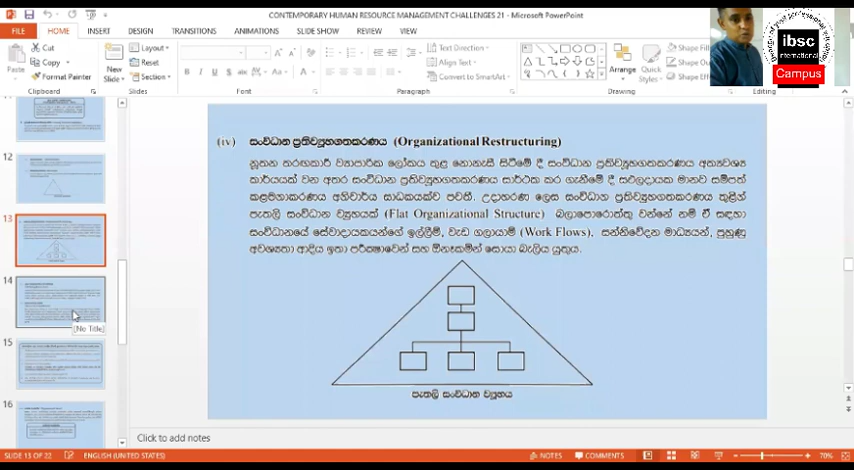 CONTEMPORARY HUMAN RESOURCE MANAGEMENT CHALLENGES 21 - Microsoft PowerPoint
FILE HOME INSERT DESIGN TRANSITIONS ANIMATIONS SLIDE SHOW REVIEW VIEW
Cut
Copy
Format Painter
Paste
Clipboard
New Slide
Layout
Reset
Section
Slides
Font
Text Direction
Align Text
Convert to SmartArt
Paragraph
Arrange
Quick Styles
Shape Fill
Shape
Shape
Drawing
Editing
ibsc
international
Campus
12
13
14
15
16
[No Title]
(iv) සංවිධාන ප්‍රතිව්‍යුහගතකරණය (Organizational Restructuring)
නූතන තරඟකාරී ව්‍යාපාරික ලෝකය තුළ නොනැසී සිටීමේ දී සංවිධාන ප්‍රතිව්‍යුහගතකරණය අත්‍යවශ්‍ය
කාර්යයක් වන අතර සංවිධාන ප්‍රතිව්‍යුහගතකරණය සාර්ථක කර ගැනීමේ දී ඵලදායක මානව සම්පත්
කළමනාකරණය අනිවාර්ය සාධකයක්ව පවතී. උදාහරණ ලෙස සංවිධාන ප්‍රතිව්‍යුහගතකරණය තුළින්
පැතලි සංවිධාන ව්‍යුහයක් (Flat Organizational Structure) බලාපොරොත්තු වන්නේ නම් ඒ සඳහා
සංවිධානයේ සේවාදායකයන්ගේ ඉල්ලීම්, වැඩ ගලායාම් (Work Flows), සන්නිවේදන මාධ්‍යයන්, පුහුණු
අවශ්‍යතා ආදිය ඉතා පරීක්ෂාවෙන් සහ ඕනෑකමින් සොයා බැලිය යුතුය.
පැතලි සංවිධාන ව්‍යුහය
Click to add notes
SLIDE 13 OF 22 ENGLISH (UNITED STATES) NOTES COMMENTS 70%